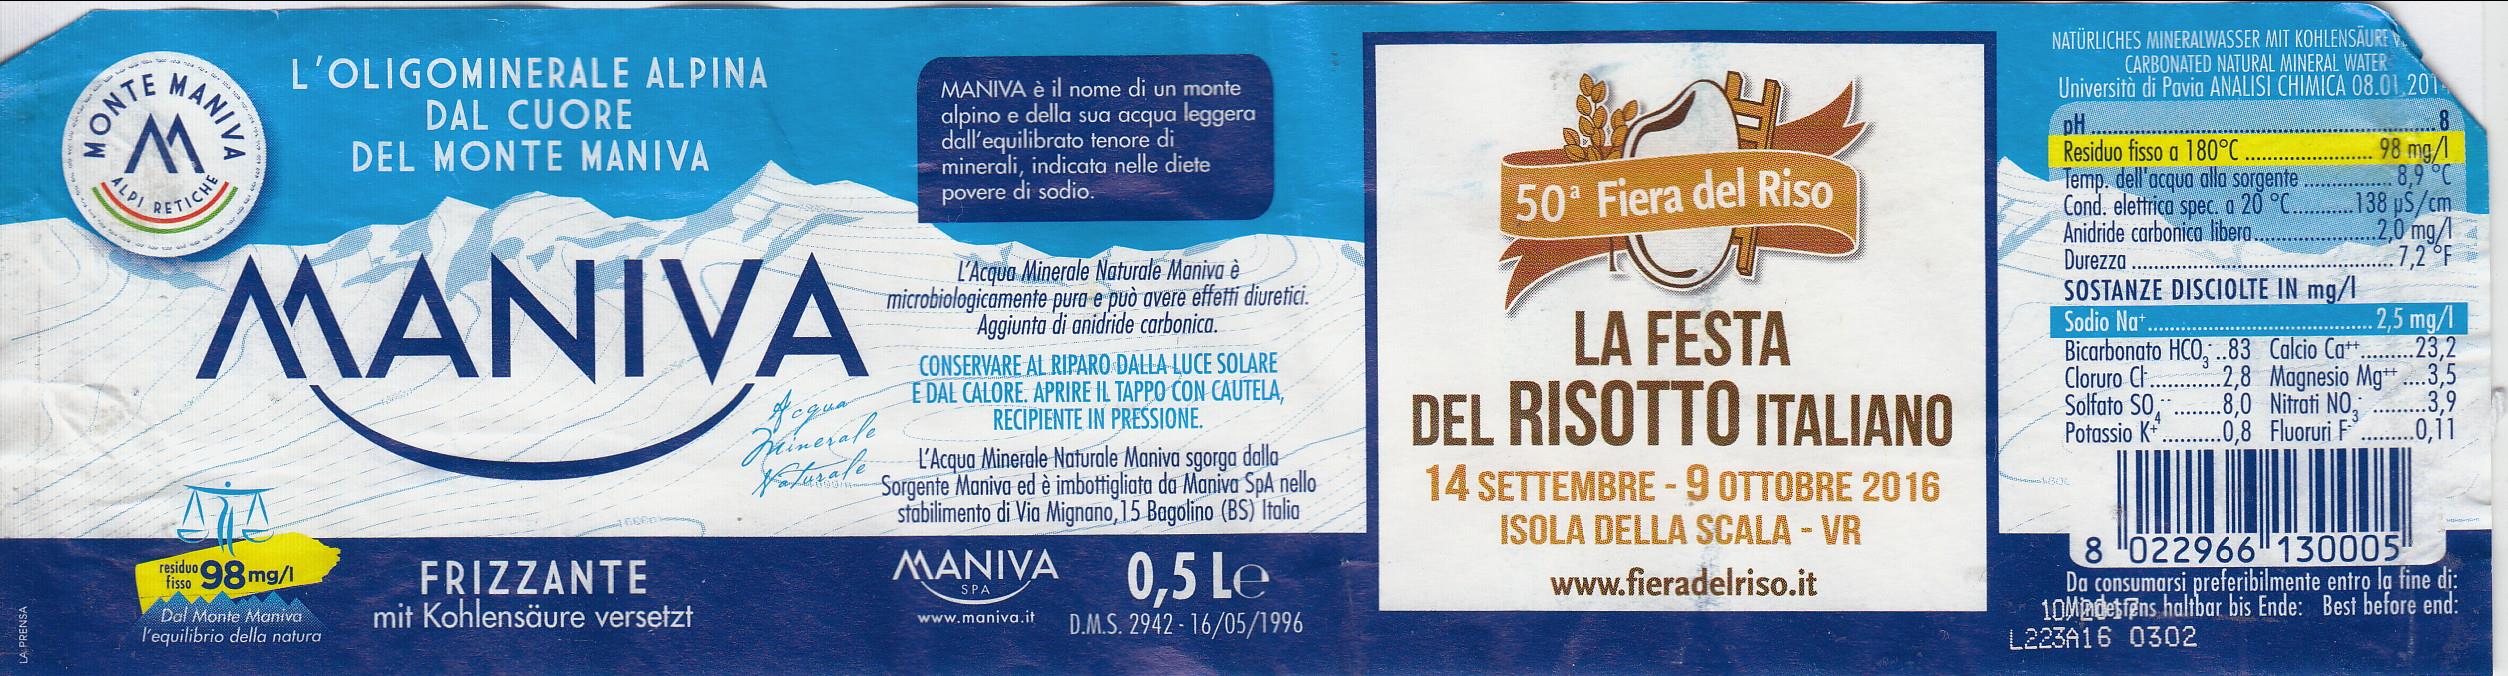 MONTE MANIVA
ALPI RETICHE
L'OLIGOMINERALE ALPINA
DAL CUORE
DEL MONTE MANIVA
MANIVA
Acqua
Minerale
Naturale
residuo
fisso 98 mg/l
Dal Monte Maniva
l'equilibrio della natura
FRIZZANTE
mit Kohlensäure versetzt
LA PRENSA
MANIVA è il nome di un monte
alpino e della sua acqua leggera
dall'equilibrato tenore di
minerali, indicata nelle diete
povere di sodio.
L'Acqua Minerale Naturale Maniva è
microbiologicamente pura e può avere effetti diuretici.
Aggiunta di anidride carbonica.
CONSERVARE AL RIPARO DALLA LUCE SOLARE
E DAL CALORE. APRIRE IL TAPPO CON CAUTELA,
RECIPIENTE IN PRESSIONE.
L'Acqua Minerale Naturale Maniva sgorga dalla
Sorgente Maniva ed è imbottigliata da Maniva SpA nello
stabilimento di Via Mignano,15 Bagolino (BS) Italia
MANIVA
SPA
www.maniva.it
0,5 L e
D.M.S. 2942 - 16/05/1996
50ª Fiera del Riso
LA FESTA
DEL RISOTTO ITALIANO
14 SETTEMBRE - 9 OTTOBRE 2016
ISOLA DELLA SCALA - VR
www.fieradelriso.it
NATÜRLICHES MINERALWASSER MIT KOHLENSÄURE
CARBONATED NATURAL MINERAL WATER
Università di Pavia ANALISI CHIMICA 08.01.201
pH 8
Residuo fisso a 180°C 98 mg/l
Temp. dell'acqua alla sorgente 8,9 °C
Cond. elettrica spec. a 20 °C 138 µS/cm
Anidride carbonica libera 2,0 mg/l
Durezza 7,2 °F
SOSTANZE DISCIOLTE IN mg/l
Sodio Na⁺ 2,5 mg/l
Bicarbonato HCO₃⁻ 83 Calcio Ca⁺⁺ 23,2
Cloruro Cl⁻ 2,8 Magnesio Mg⁺⁺ 3,5
Solfato SO₄⁻⁻ 8,0 Nitrati NO₃⁻ 3,9
Potassio K⁺ 0,8 Fluoruri F⁻ 0,11
8 022966 130005
Da consumarsi preferibilmente entro la fine di:
Mindestens haltbar bis Ende: Best before end:
10/2017
L223A16 0302